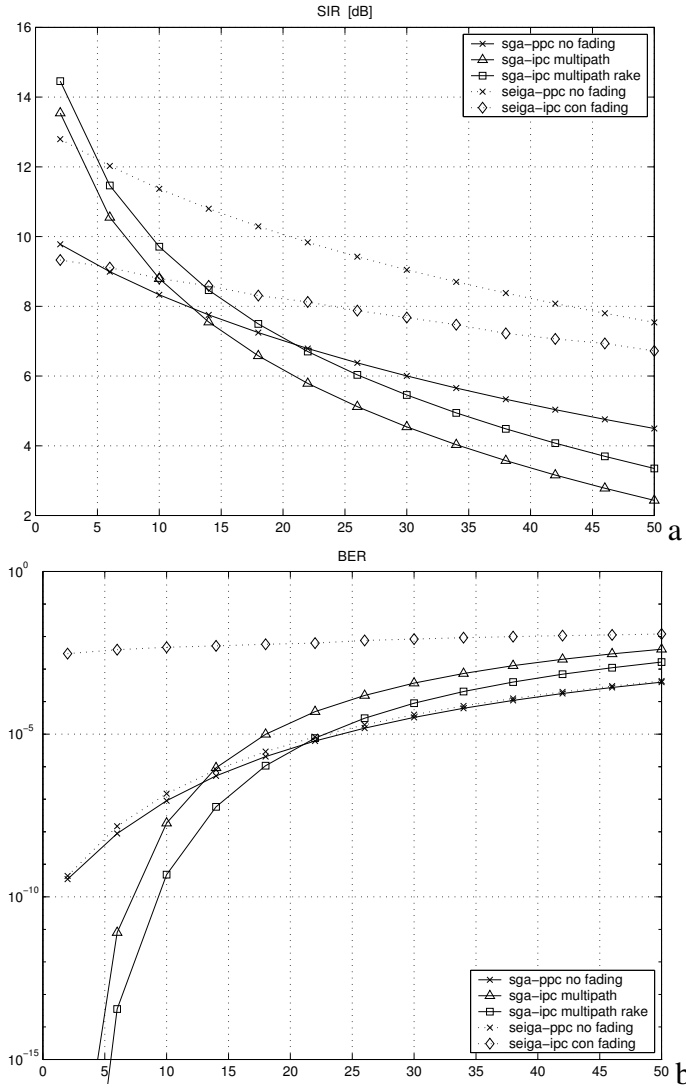 SIR [dB]
16
14
12
10
8
6
4
2
0 5 10 15 20 25 30 35 40 45 50
sga-ppc no fading
sga-ipc multipath
sga-ipc multipath rake
seiga-ppc no fading
seiga-ipc con fading
a
BER
10^0
10^-5
10^-10
10^-15
0 5 10 15 20 25 30 35 40 45 50
sga-ppc no fading
sga-ipc multipath
sga-ipc multipath rake
seiga-ppc no fading
seiga-ipc con fading
b